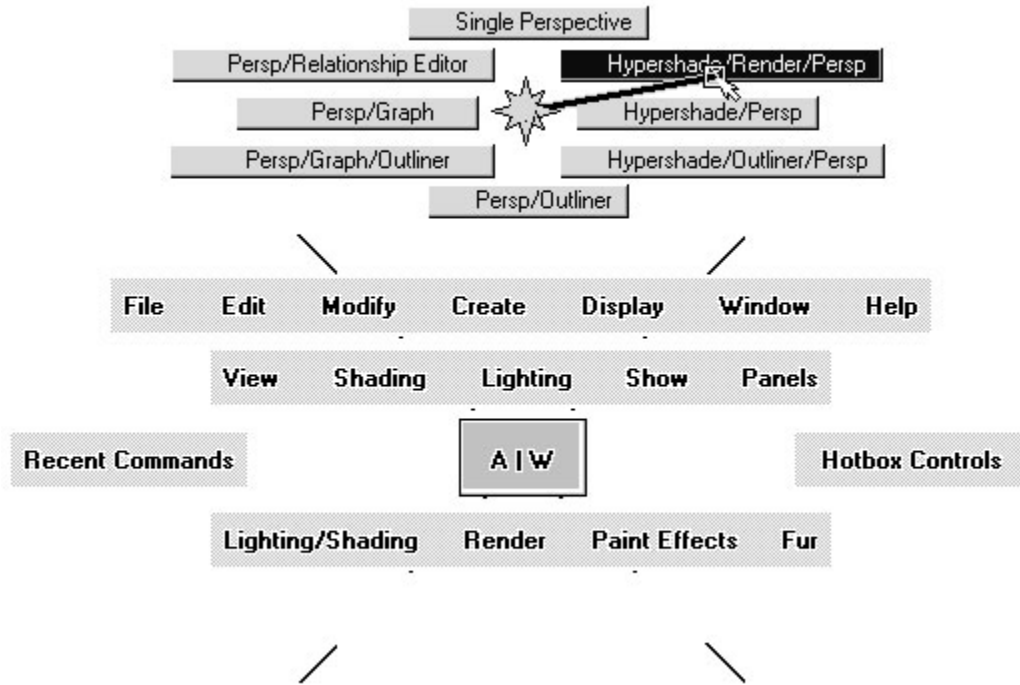 Single Perspective
Persp/Relationship Editor Hypershade/Render/Persp
Persp/Graph Hypershade/Persp
Persp/Graph/Outliner Hypershade/Outliner/Persp
Persp/Outliner
File Edit Modify Create Display Window Help
View Shading Lighting Show Panels
Recent Commands A | W Hotbox Controls
Lighting/Shading Render Paint Effects Fur